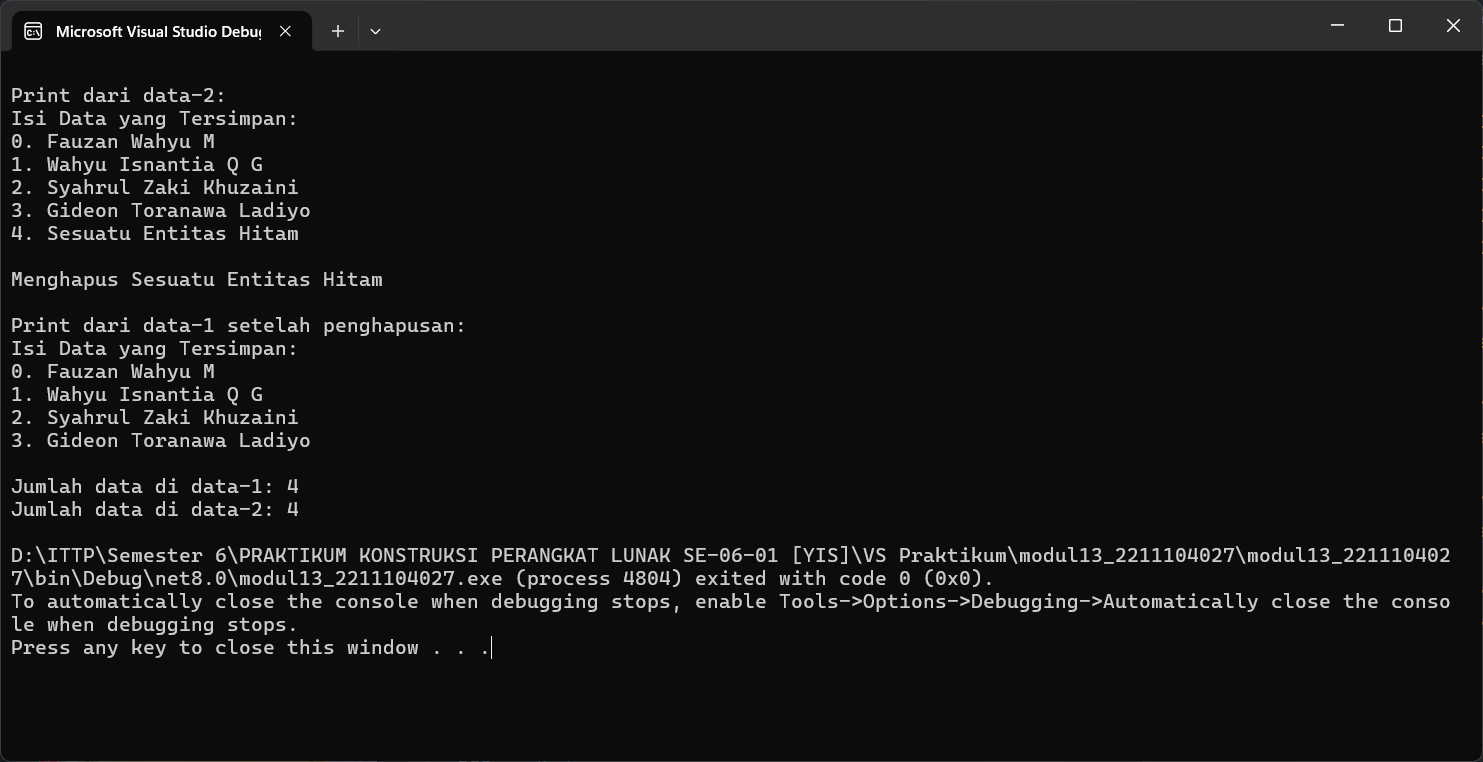 Microsoft Visual Studio Debug
Print dari data-2:
Isi Data yang Tersimpan:
0. Fauzan Wahyu M
1. Wahyu Isnantia Q G
2. Syahrul Zaki Khuzaini
3. Gideon Toranawa Ladiyo
4. Sesuatu Entitas Hitam
Menghapus Sesuatu Entitas Hitam
Print dari data-1 setelah penghapusan:
Isi Data yang Tersimpan:
0. Fauzan Wahyu M
1. Wahyu Isnantia Q G
2. Syahrul Zaki Khuzaini
3. Gideon Toranawa Ladiyo
Jumlah data di data-1: 4
Jumlah data di data-2: 4
D:\ITTP\Semester 6\PRAKTIKUM KONSTRUKSI PERANGKAT LUNAK SE-06-01 [YIS]\VS Praktikum\modul13_2211104027\modul13_221110402
7\bin\Debug\net8.0\modul13_2211104027.exe (process 4804) exited with code 0 (0x0).
To automatically close the console when debugging stops, enable Tools->Options->Debugging->Automatically close the conso
le when debugging stops.
Press any key to close this window . . .